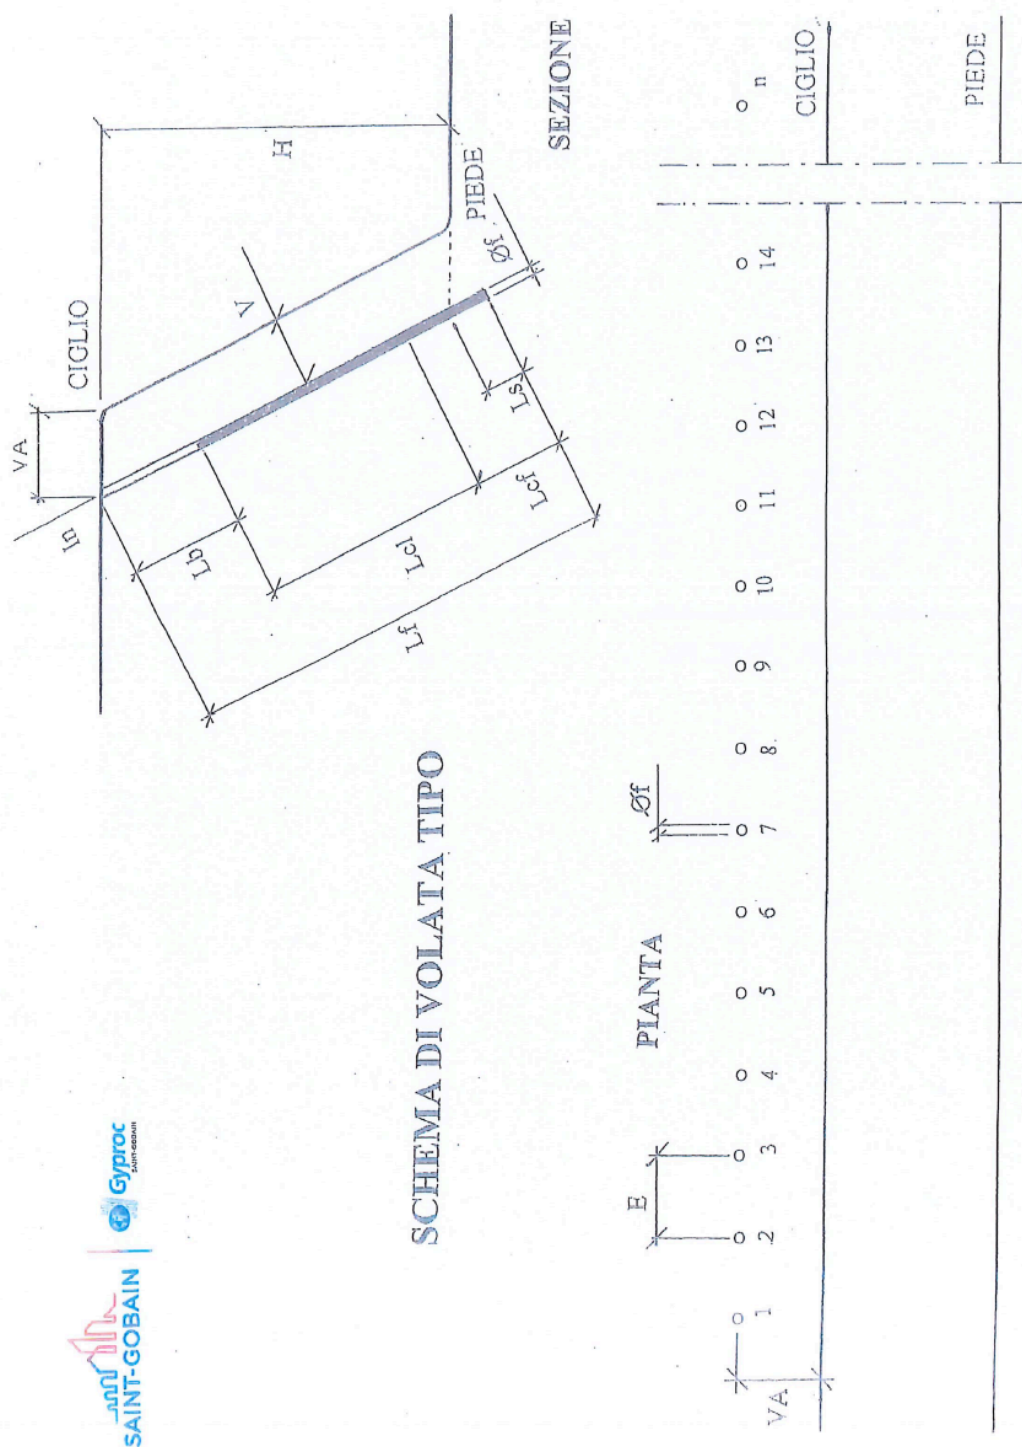 SAINT-GOBAIN
Gyproc
SAINT-GOBAIN
SCHEMA DI VOLATA TIPO
In
VA
CIGLIO
V
H
Lb
Lcl
Lf
Lcf
Ls
Øf
PIEDE
SEZIONE
PIANTA
E
Øf
VA
1 2 3 4 5 6 7 8 9 10 11 12 13 14 n
CIGLIO
PIEDE